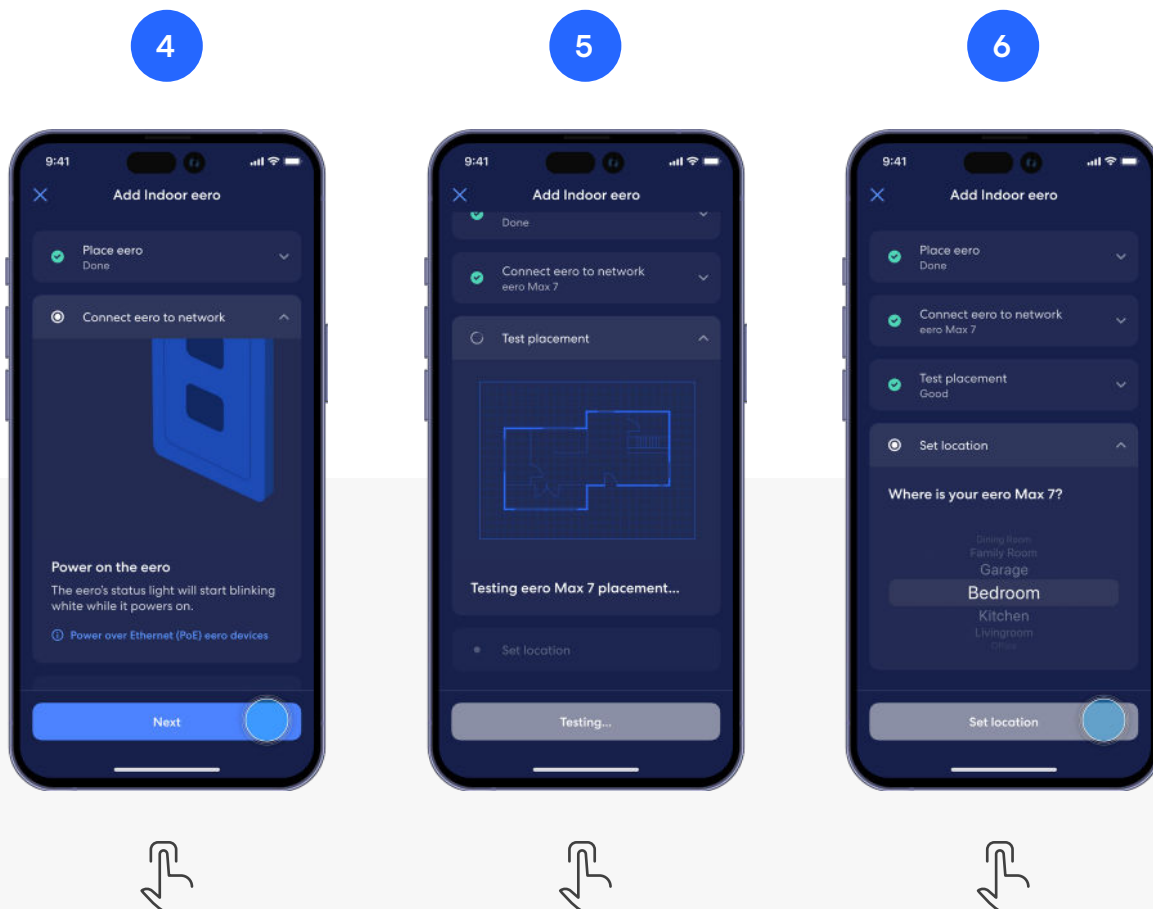 4
5
6
9:41
Add Indoor eero
Place eero
Done
Connect eero to network
Power on the eero
The eero's status light will start blinking
white while it powers on.
Power over Ethernet (PoE) eero devices
Next
9:41
Add Indoor eero
Done
Connect eero to network
eero Max 7
Test placement
Testing eero Max 7 placement...
Set location
Testing...
9:41
Add Indoor eero
Place eero
Done
Connect eero to network
eero Max 7
Test placement
Good
Set location
Where is your eero Max 7?
Dining Room
Family Room
Garage
Bedroom
Kitchen
Livingroom
Set location